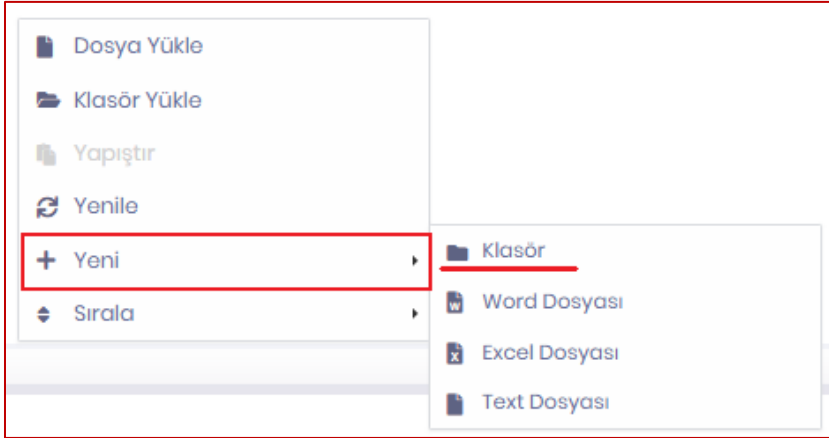 Dosya Yükle
Klasör Yükle
Yapıştır
Yenile
Yeni
Sırala
Klasör
Word Dosyası
Excel Dosyası
Text Dosyası